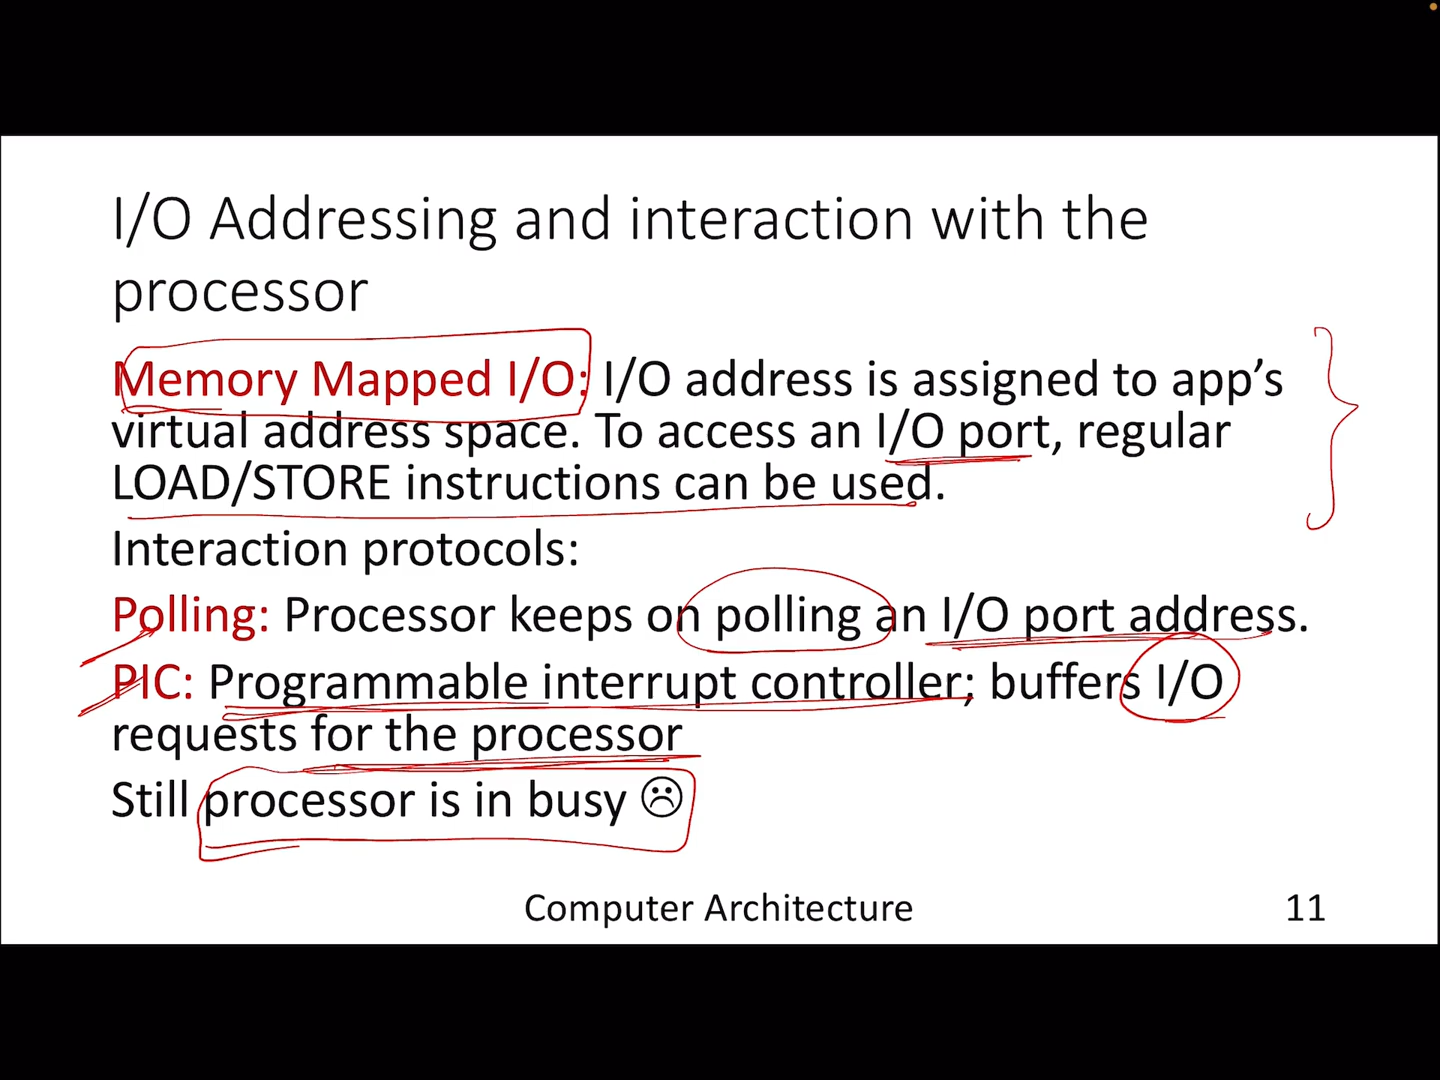 I/O Addressing and interaction with the
processor
Memory Mapped I/O: I/O address is assigned to app’s
virtual address space. To access an I/O port, regular
LOAD/STORE instructions can be used.
Interaction protocols:
Polling: Processor keeps on polling an I/O port address.
PIC: Programmable interrupt controller; buffers I/O
requests for the processor
Still processor is in busy ☹
Computer Architecture
11